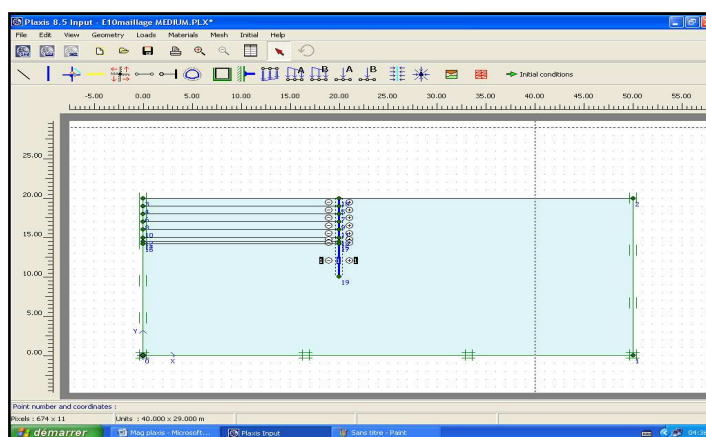 Plaxis 8.5 Input - E10maillage MEDIUM.PLX*
File Edit View Geometry Loads Materials Mesh Initial Help
Initial conditions
-5.00 0.00 5.00 10.00 15.00 20.00 25.00 30.00 35.00 40.00 45.00 50.00 55.00
25.00
20.00
15.00
10.00
5.00
0.00
2
19
Y
X
0
1
Point number and coordinates :
Pixels : 674 x 11 Units : 40.000 x 29.000 m
démarrer Mag plaxis - Microsoft... Plaxis Input Sans titre - Paint